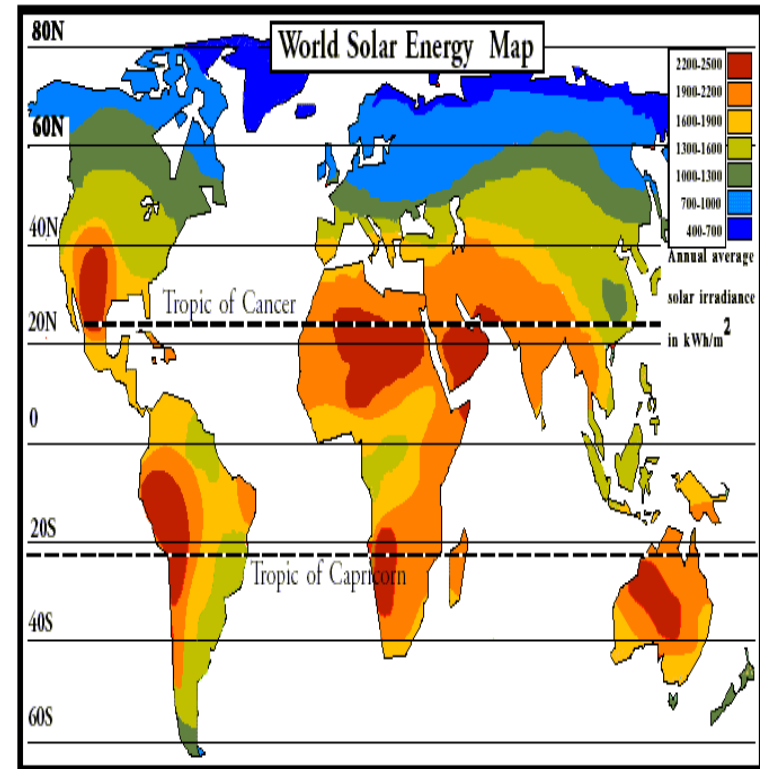 80N
World Solar Energy Map
2200-2500
1900-2200
1600-1900
1300-1600
1000-1300
700-1000
400-700
60N
40N
Annual average
solar irradiance
in kWh/m2
Tropic of Cancer
20N
0
20S
Tropic of Capricorn
40S
60S